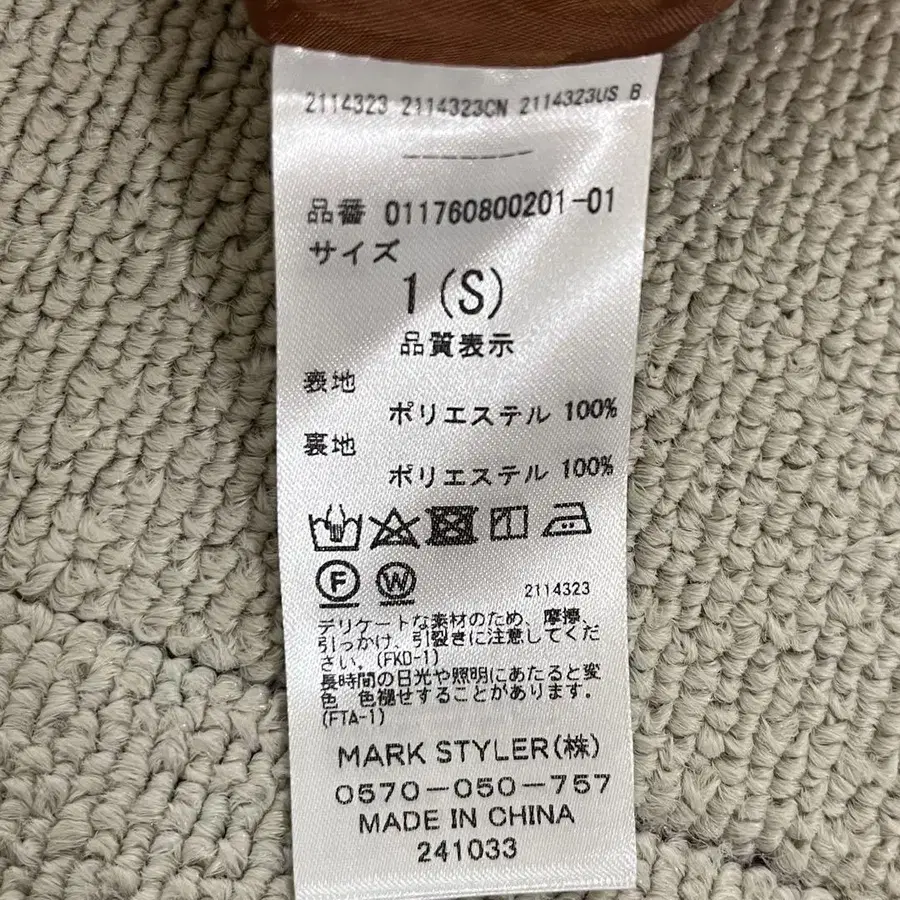 2114323 2114323CN 2114323US B
品番 011760800201-01
サイズ
1(S)
品質表示
表地
ポリエステル 100%
裏地
ポリエステル 100%
F W
2114323
デリケートな素材のため、摩擦、
引っかけ、引裂きに注意してくだ
さい。(FKD-1)
長時間の日光や照明にあたると変
色 色褪せすることがあります。
(FTA-1)
MARK STYLER(株)
0570-050-757
MADE IN CHINA
241033